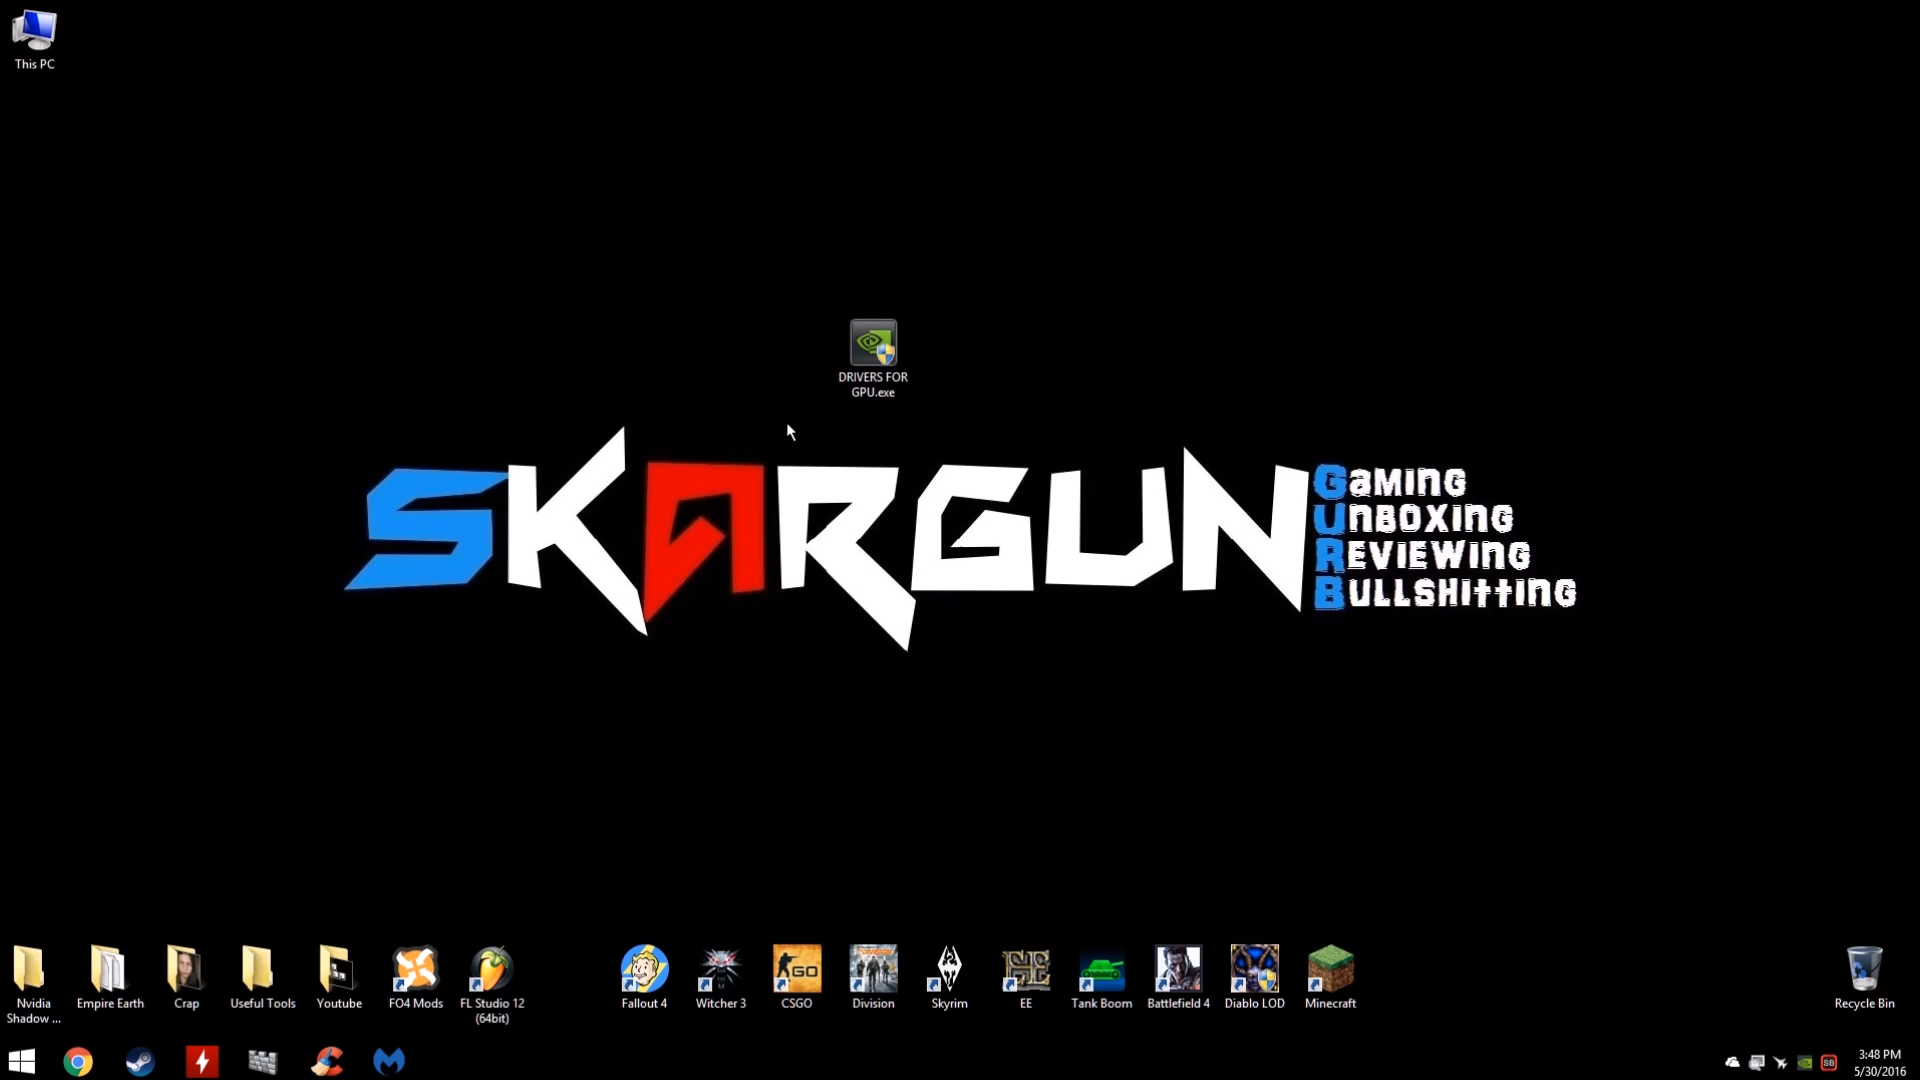 This PC
DRIVERS FOR
GPU.exe
SKARGUN
GAMING
UNBOXING
REVIEWING
BULLSHITTING
Nvidia
Shadow ...
Empire Earth
Crap
Useful Tools
Youtube
FO4 Mods
FL Studio 12
(64bit)
Fallout 4
Witcher 3
GO
CSGO
Division
Skyrim
EE
Tank Boom
Battlefield 4
Diablo LOD
Minecraft
Recycle Bin
SB
3:48 PM
5/30/2016